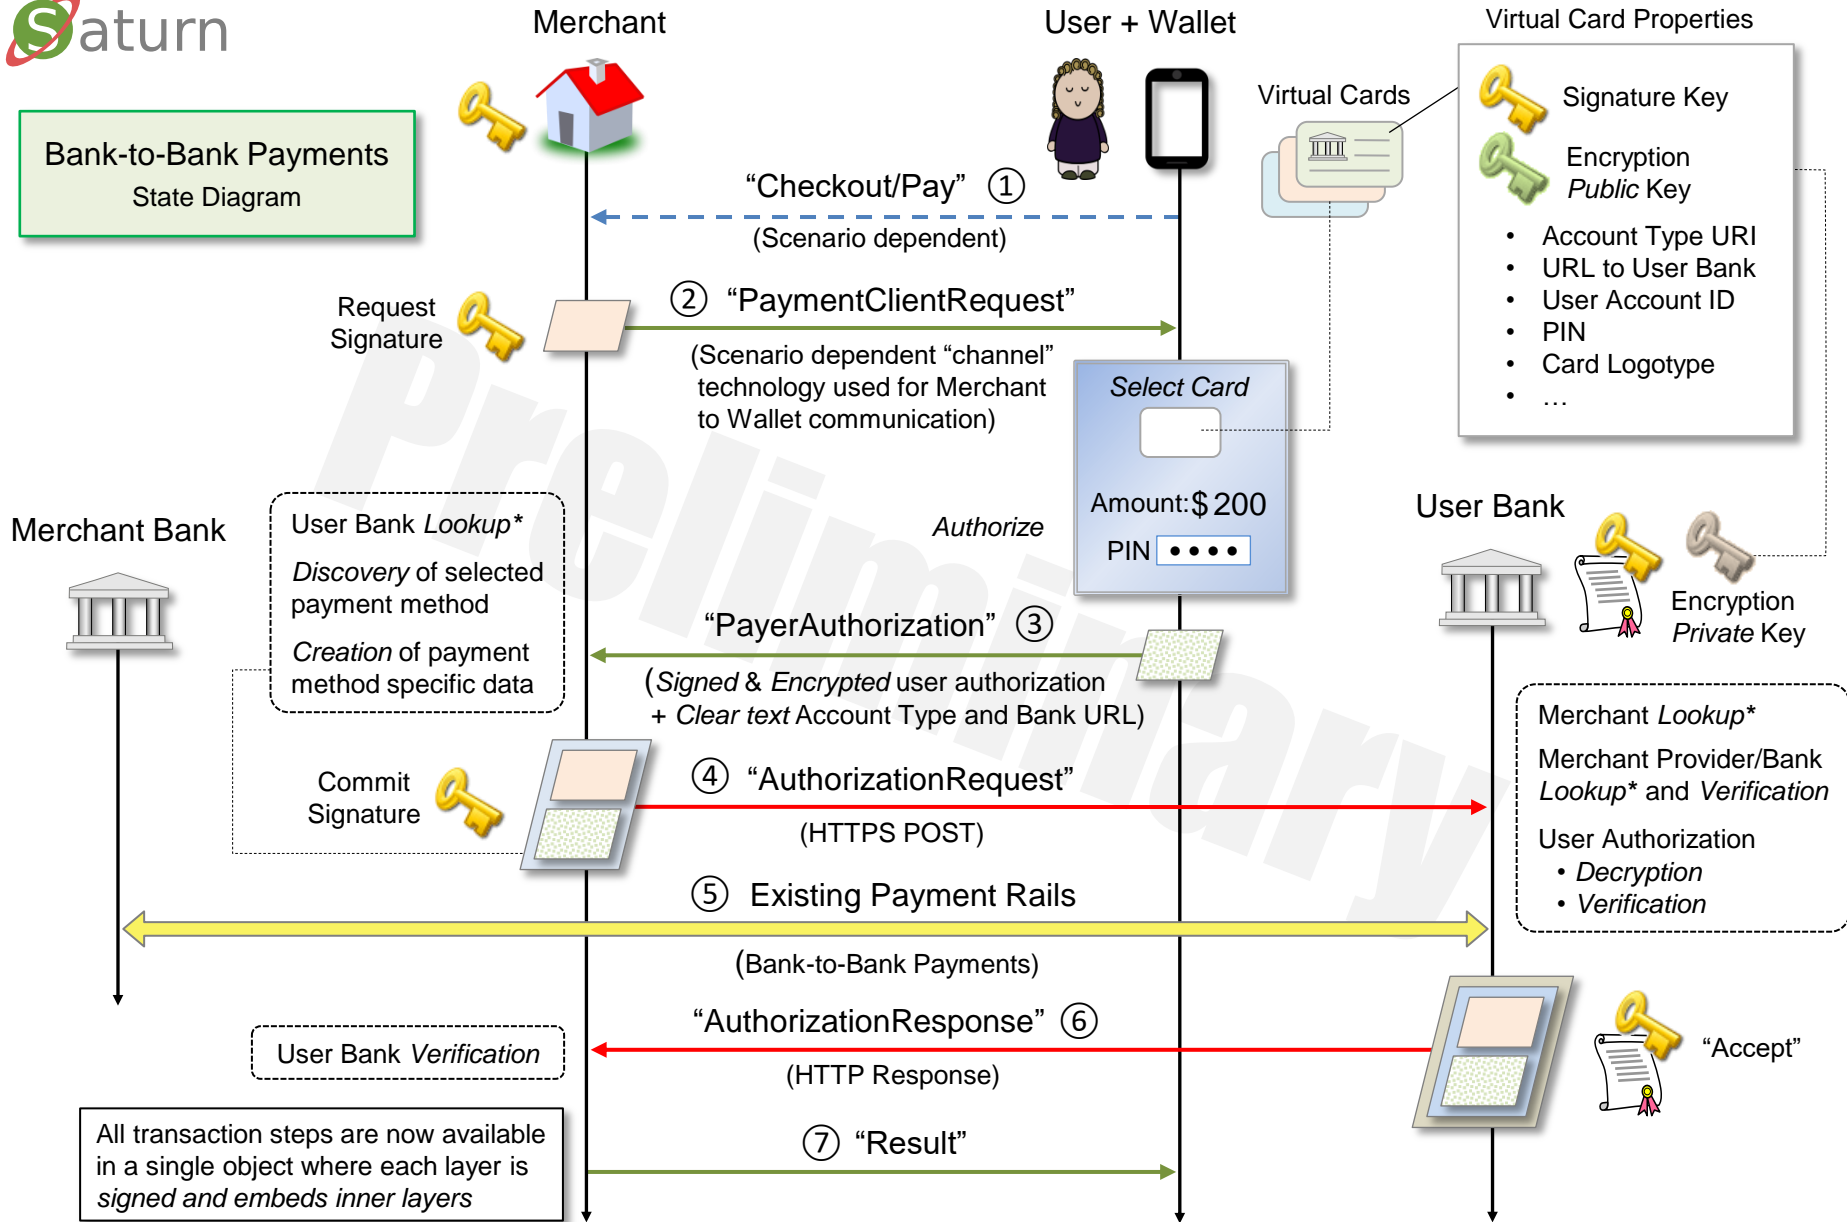 Saturn
Merchant
User + Wallet
Virtual Card Properties
Bank-to-Bank Payments
State Diagram
Virtual Cards
Signature Key
Encryption
Public Key
• Account Type URI
• URL to User Bank
• User Account ID
• PIN
• Card Logotype
• …
“Checkout/Pay” ①
(Scenario dependent)
Request
Signature
② “PaymentClientRequest”
(Scenario dependent “channel”
technology used for Merchant
to Wallet communication)
Select Card
Amount: $ 200
PIN ● ● ● ●
Authorize
Merchant Bank
User Bank Lookup*
Discovery of selected
payment method
Creation of payment
method specific data
User Bank
Encryption
Private Key
“PayerAuthorization” ③
(Signed & Encrypted user authorization
+ Clear text Account Type and Bank URL)
Merchant Lookup*
Merchant Provider/Bank
Lookup* and Verification
User Authorization
• Decryption
• Verification
Commit
Signature
④ “AuthorizationRequest”
(HTTPS POST)
⑤ Existing Payment Rails
(Bank-to-Bank Payments)
“AuthorizationResponse” ⑥
(HTTP Response)
User Bank Verification
“Accept”
All transaction steps are now available
in a single object where each layer is
signed and embeds inner layers
⑦ “Result”
Preliminary